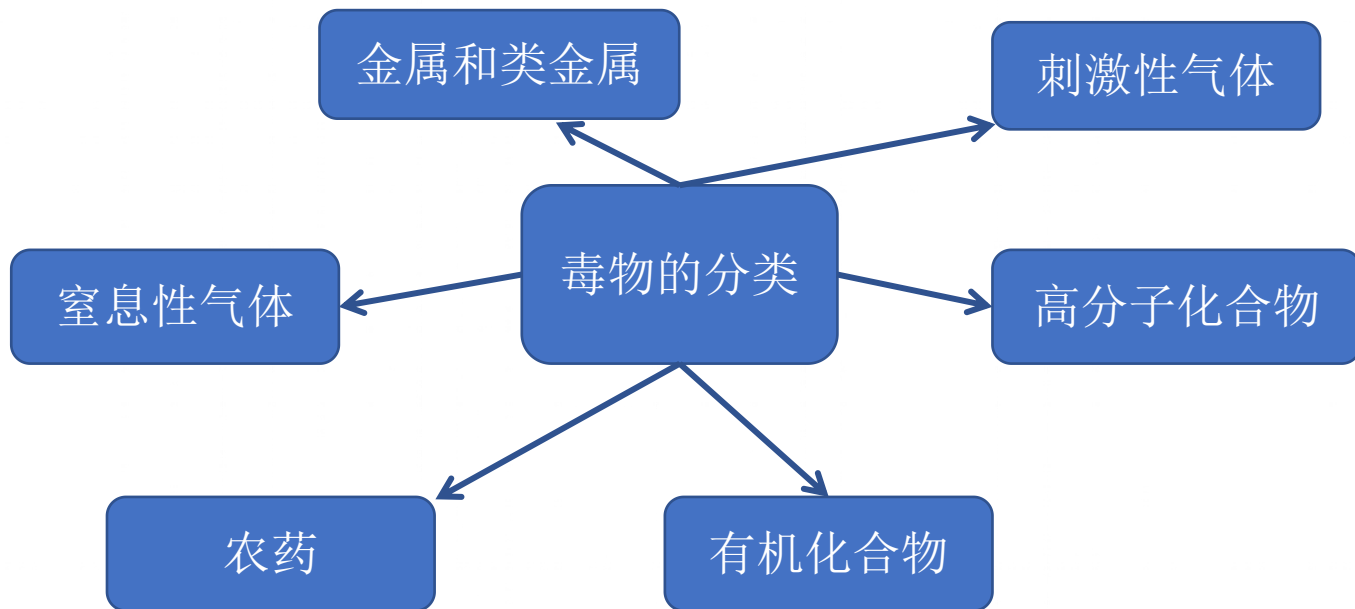 金属和类金属
刺激性气体
毒物的分类
窒息性气体
高分子化合物
农药
有机化合物